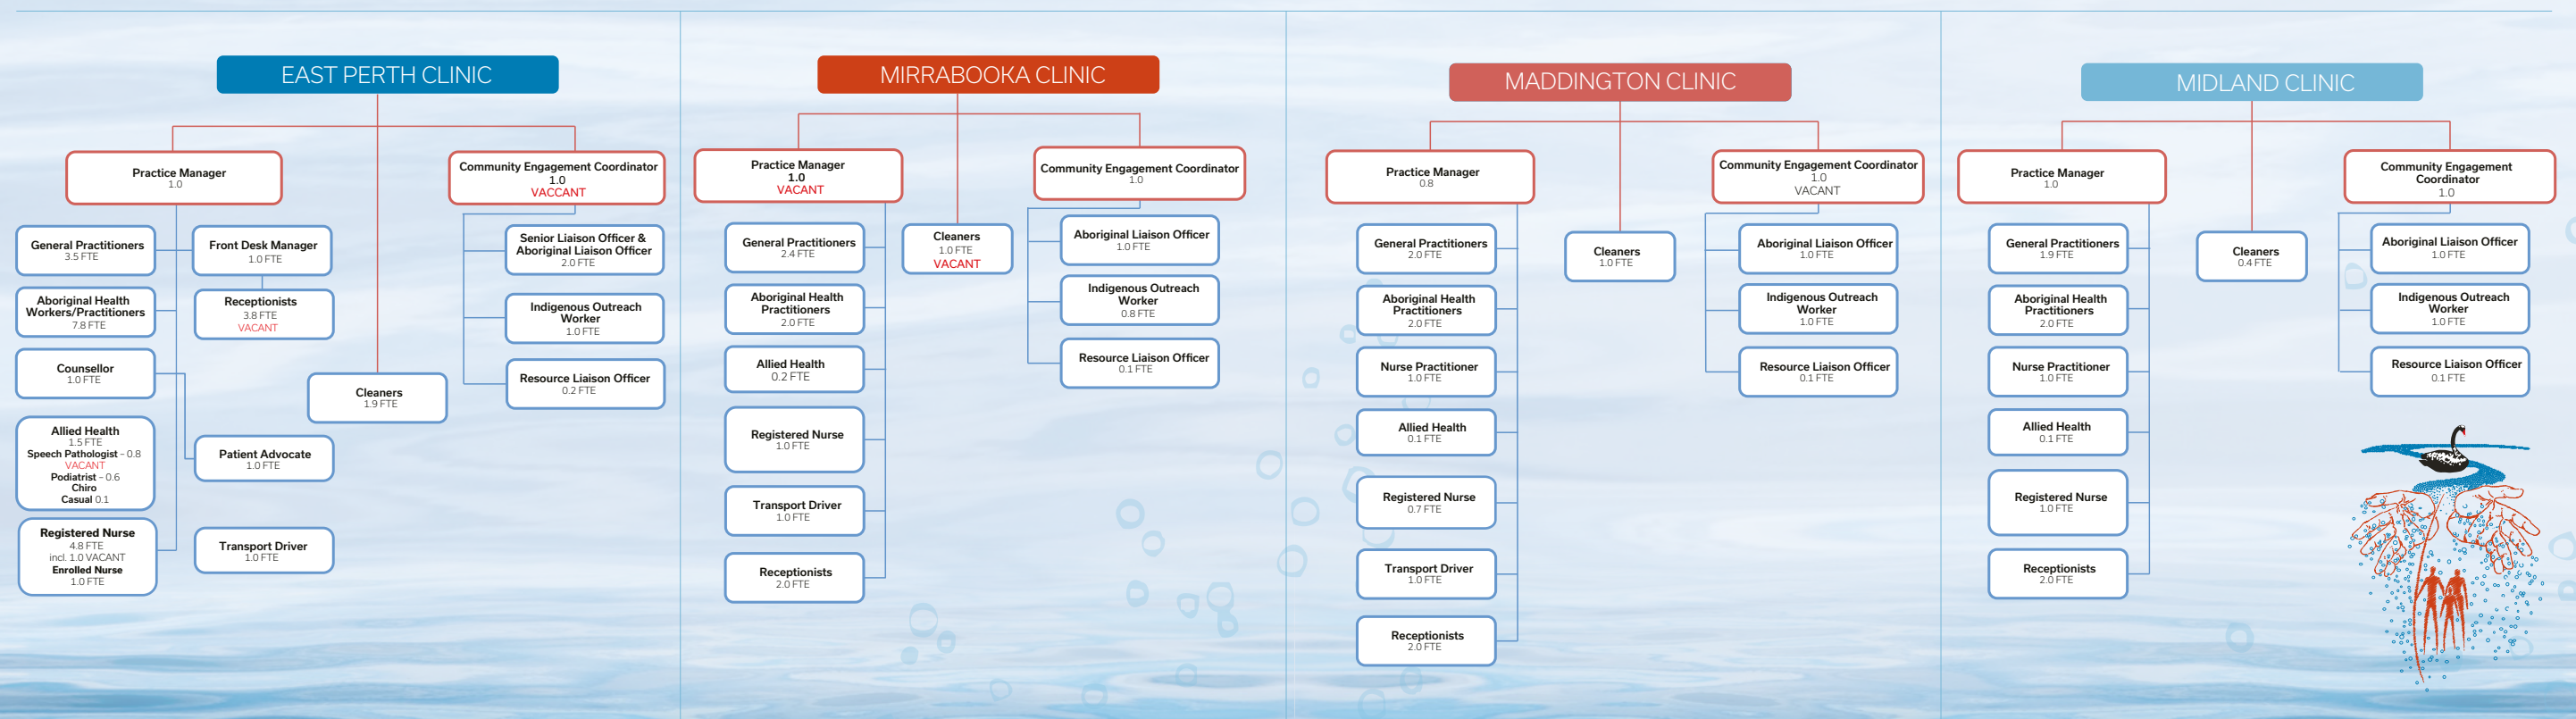 EAST PERTH CLINIC
Practice Manager
1.0
Community Engagement Coordinator
1.0
VACCANT
General Practitioners
3.5 FTE
Front Desk Manager
1.0 FTE
Senior Liaison Officer &
Aboriginal Liaison Officer
2.0 FTE
Aboriginal Health
Workers/Practitioners
7.8 FTE
Receptionists
3.8 FTE
VACANT
Indigenous Outreach
Worker
1.0 FTE
Counsellor
1.0 FTE
Cleaners
1.9 FTE
Resource Liaison Officer
0.2 FTE
Allied Health
1.5 FTE
Speech Pathologist - 0.8
VACANT
Podiatrist - 0.6
Chiro
Casual 0.1
Patient Advocate
1.0 FTE
Registered Nurse
4.8 FTE
incl. 1.0 VACANT
Enrolled Nurse
1.0 FTE
Transport Driver
1.0 FTE
MIRRABOOKA CLINIC
Practice Manager
1.0
VACANT
Community Engagement Coordinator
1.0
General Practitioners
2.4 FTE
Cleaners
1.0 FTE
VACANT
Aboriginal Liaison Officer
1.0 FTE
Aboriginal Health
Practitioners
2.0 FTE
Indigenous Outreach
Worker
0.8 FTE
Allied Health
0.2 FTE
Resource Liaison Officer
0.1 FTE
Registered Nurse
1.0 FTE
Transport Driver
1.0 FTE
Receptionists
2.0 FTE
MADDINGTON CLINIC
Practice Manager
0.8
Community Engagement Coordinator
1.0
VACANT
General Practitioners
2.0 FTE
Cleaners
1.0 FTE
Aboriginal Liaison Officer
1.0 FTE
Aboriginal Health
Practitioners
2.0 FTE
Indigenous Outreach
Worker
1.0 FTE
Nurse Practitioner
1.0 FTE
Resource Liaison Officer
0.1 FTE
Allied Health
0.1 FTE
Registered Nurse
0.7 FTE
Transport Driver
1.0 FTE
Receptionists
2.0 FTE
MIDLAND CLINIC
Practice Manager
1.0
Community Engagement
Coordinator
1.0
General Practitioners
1.9 FTE
Cleaners
0.4 FTE
Aboriginal Liaison Officer
1.0 FTE
Aboriginal Health
Practitioners
2.0 FTE
Indigenous Outreach
Worker
1.0 FTE
Nurse Practitioner
1.0 FTE
Resource Liaison Officer
0.1 FTE
Allied Health
0.1 FTE
Registered Nurse
1.0 FTE
Receptionists
2.0 FTE